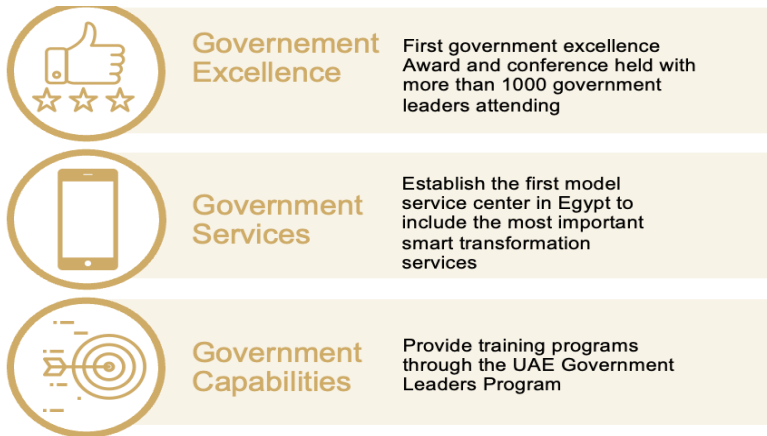 Governement
Excellence
First government excellence
Award and conference held with
more than 1000 government
leaders attending
Government
Services
Establish the first model
service center in Egypt to
include the most important
smart transformation
services
Government
Capabilities
Provide training programs
through the UAE Government
Leaders Program